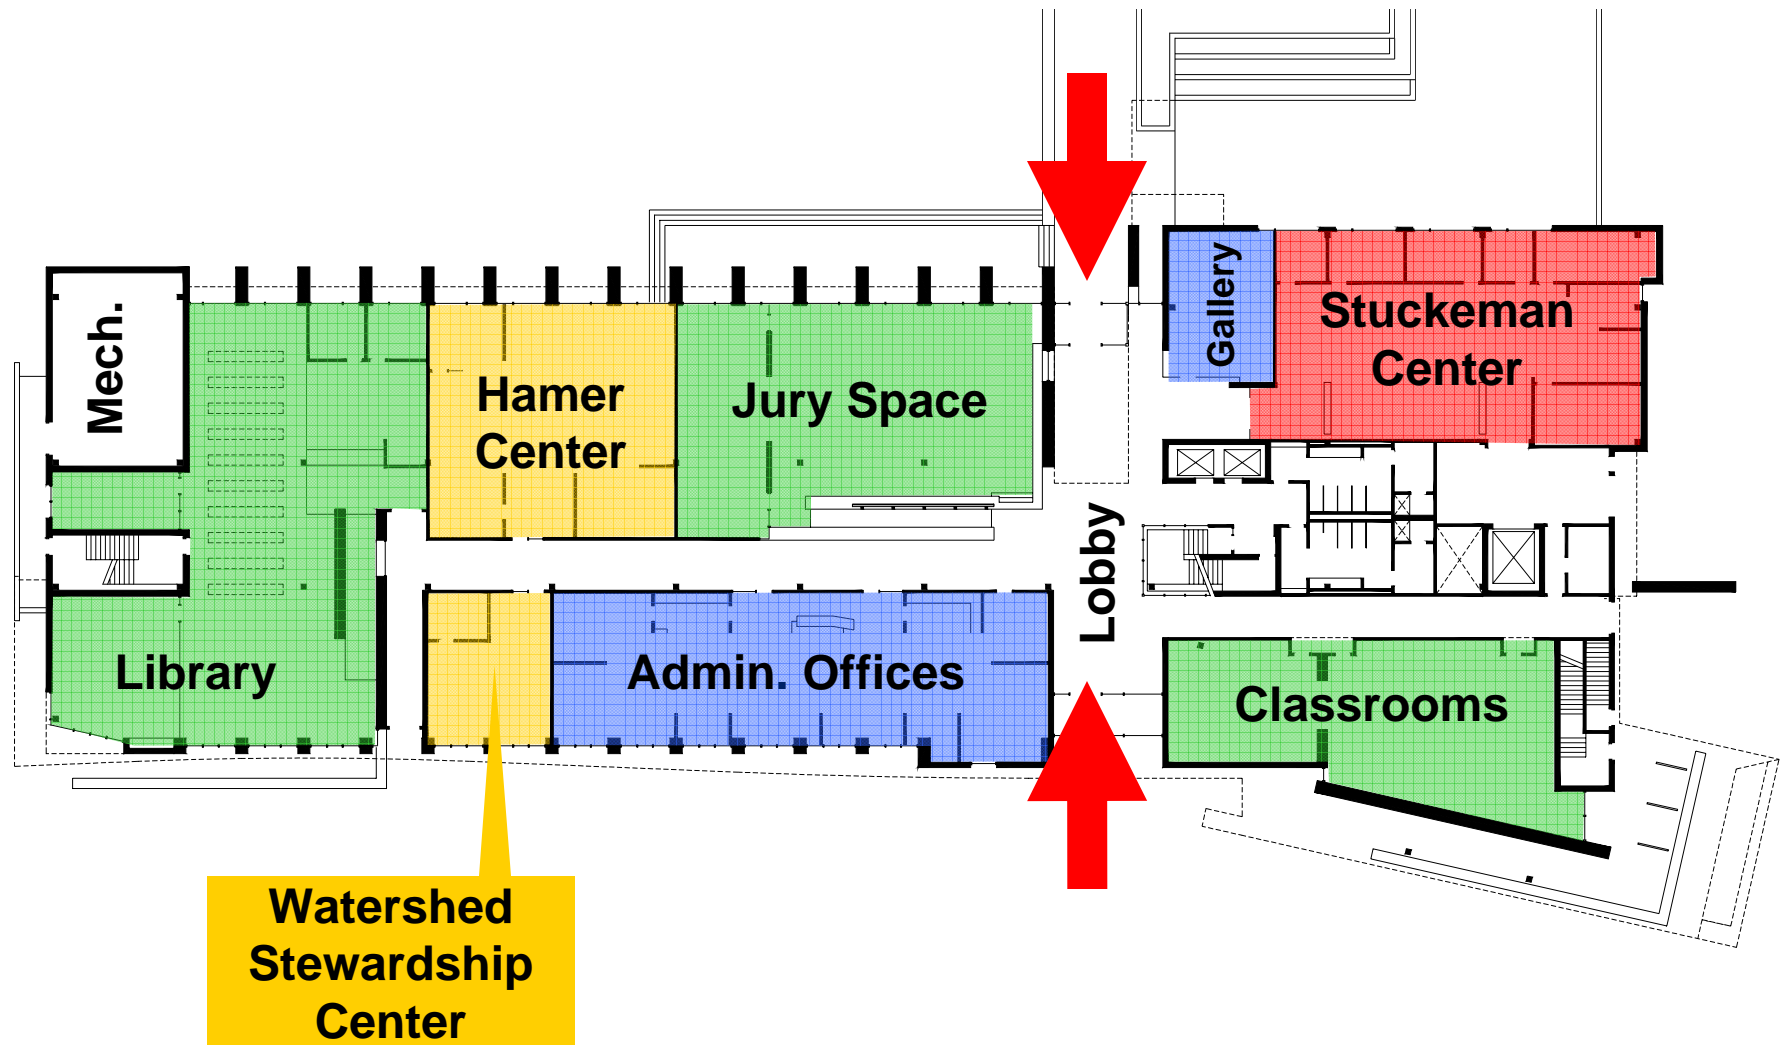 Mech.
Hamer
Center
Jury Space
Gallery
Stuckeman
Center
Lobby
Library
Admin. Offices
Classrooms
Watershed
Stewardship
Center